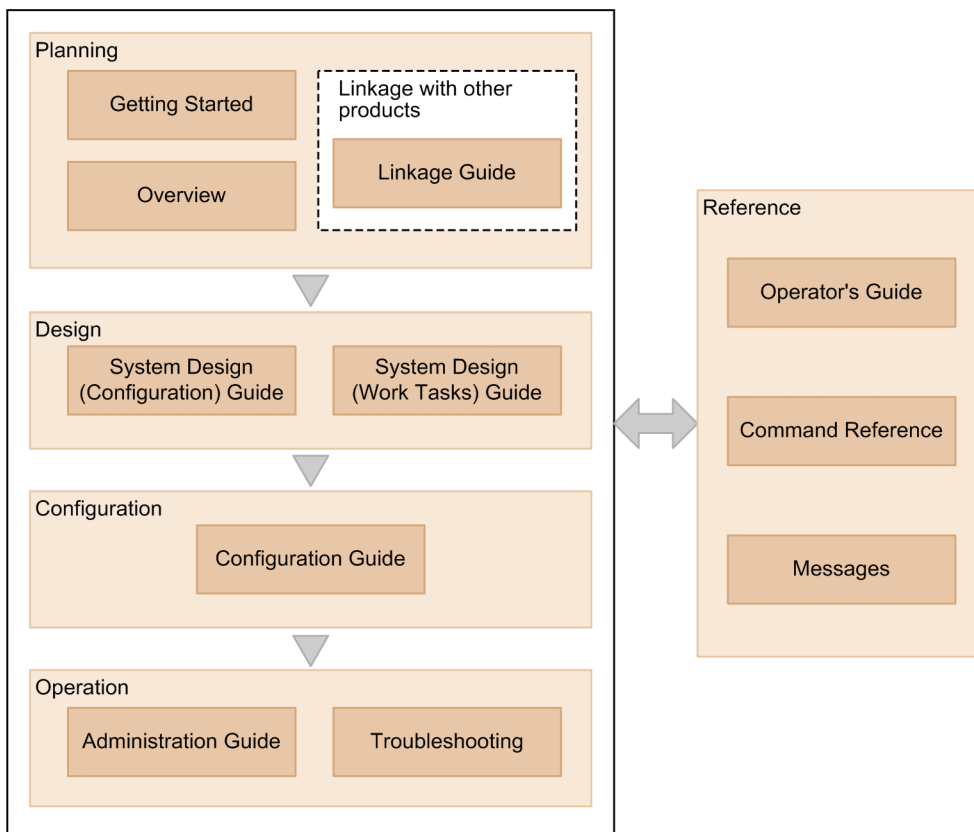 Planning
Getting Started
Overview
Linkage with other
products
Linkage Guide
Design
System Design
(Configuration) Guide
System Design
(Work Tasks) Guide
Configuration
Configuration Guide
Operation
Administration Guide
Troubleshooting
Reference
Operator's Guide
Command Reference
Messages